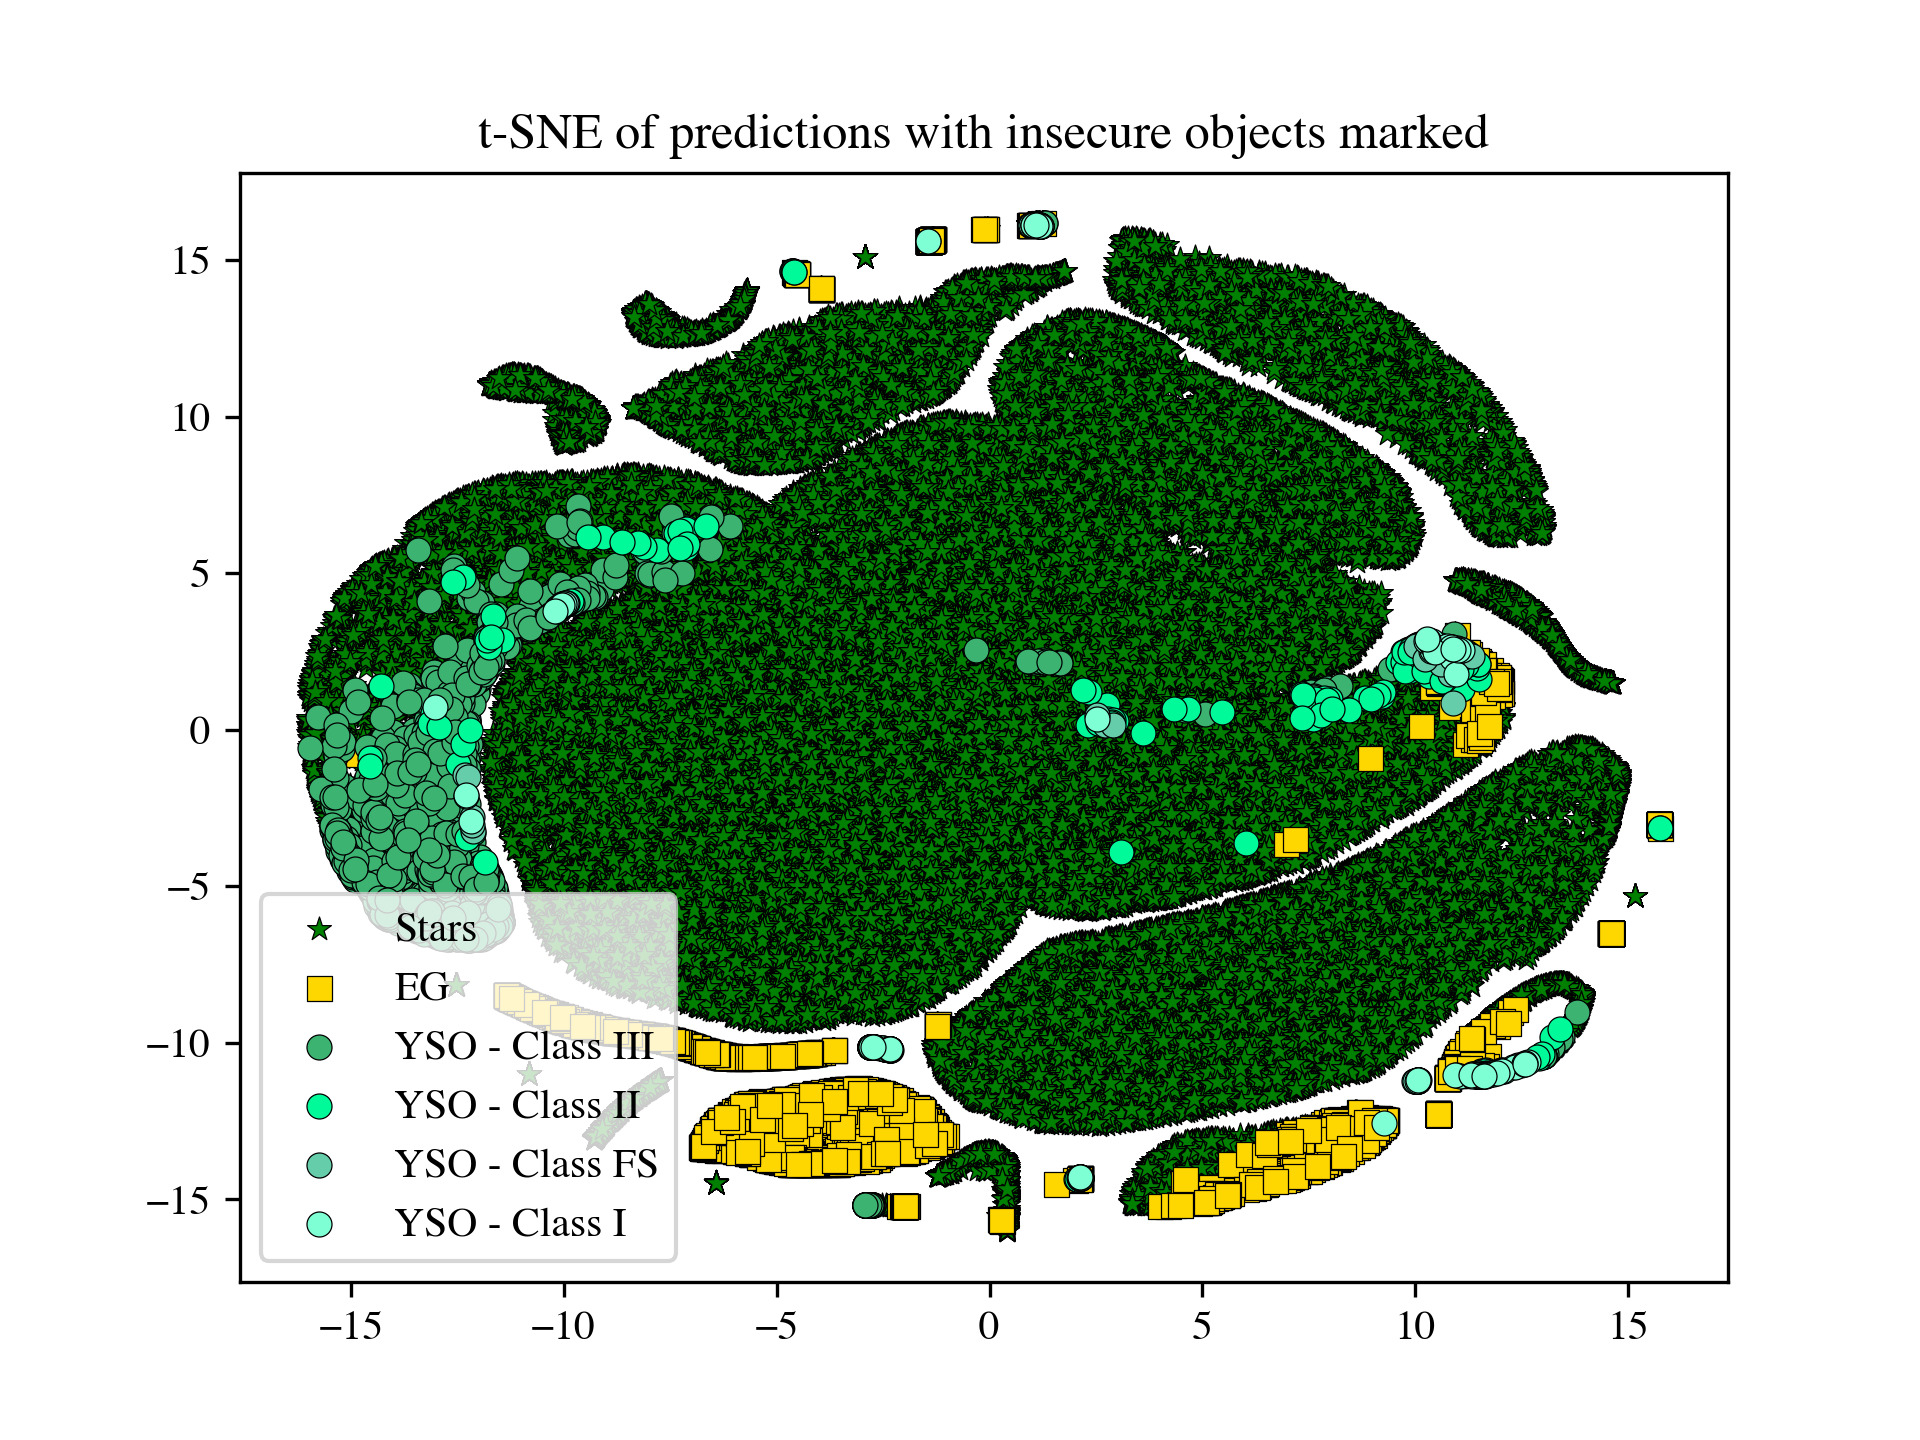 t-SNE of predictions with insecure objects marked
15
10
5
0
−5
−10
−15
Stars
EG
YSO - Class III
YSO - Class II
YSO - Class FS
YSO - Class I
−15
−10
−5
0
5
10
15